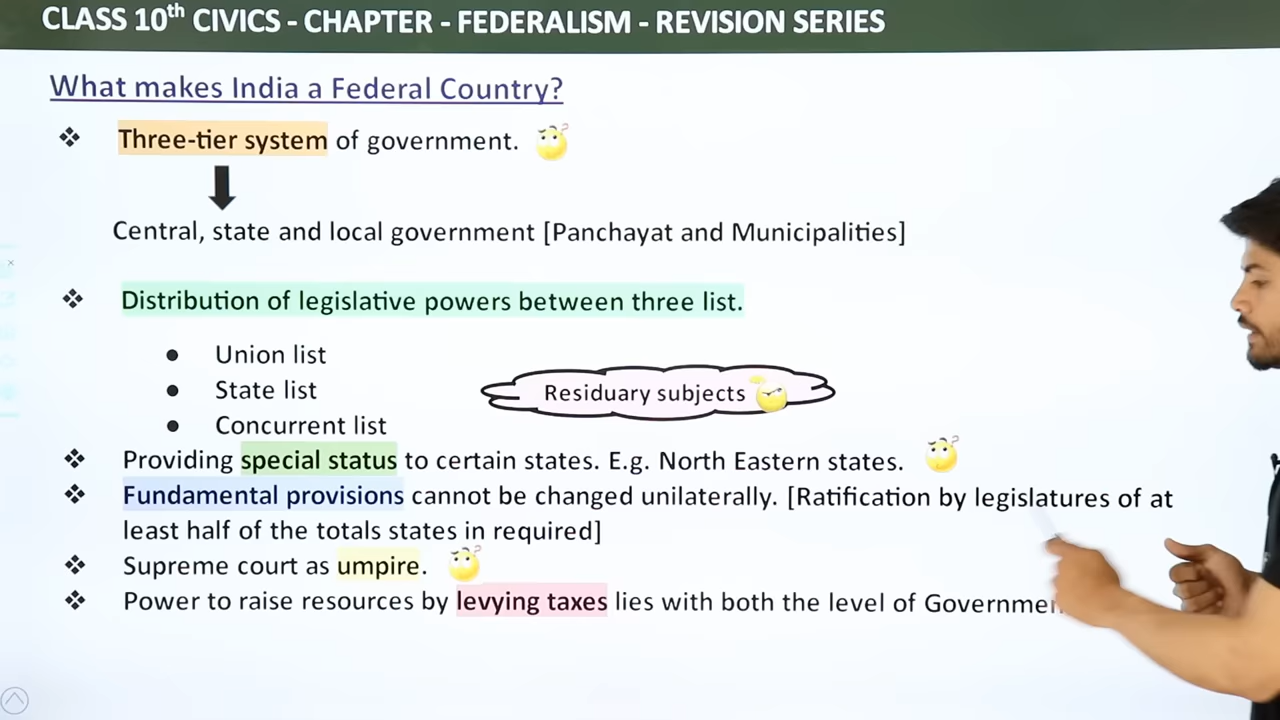 CLASS 10th CIVICS - CHAPTER - FEDERALISM - REVISION SERIES
What makes India a Federal Country?
❖ Three-tier system of government.
Central, state and local government [Panchayat and Municipalities]
❖ Distribution of legislative powers between three list.
● Union list
● State list
Residuary subjects
● Concurrent list
❖ Providing special status to certain states. E.g. North Eastern states.
❖ Fundamental provisions cannot be changed unilaterally. [Ratification by legislatures of at
least half of the totals states in required]
❖ Supreme court as umpire.
❖ Power to raise resources by levying taxes lies with both the level of